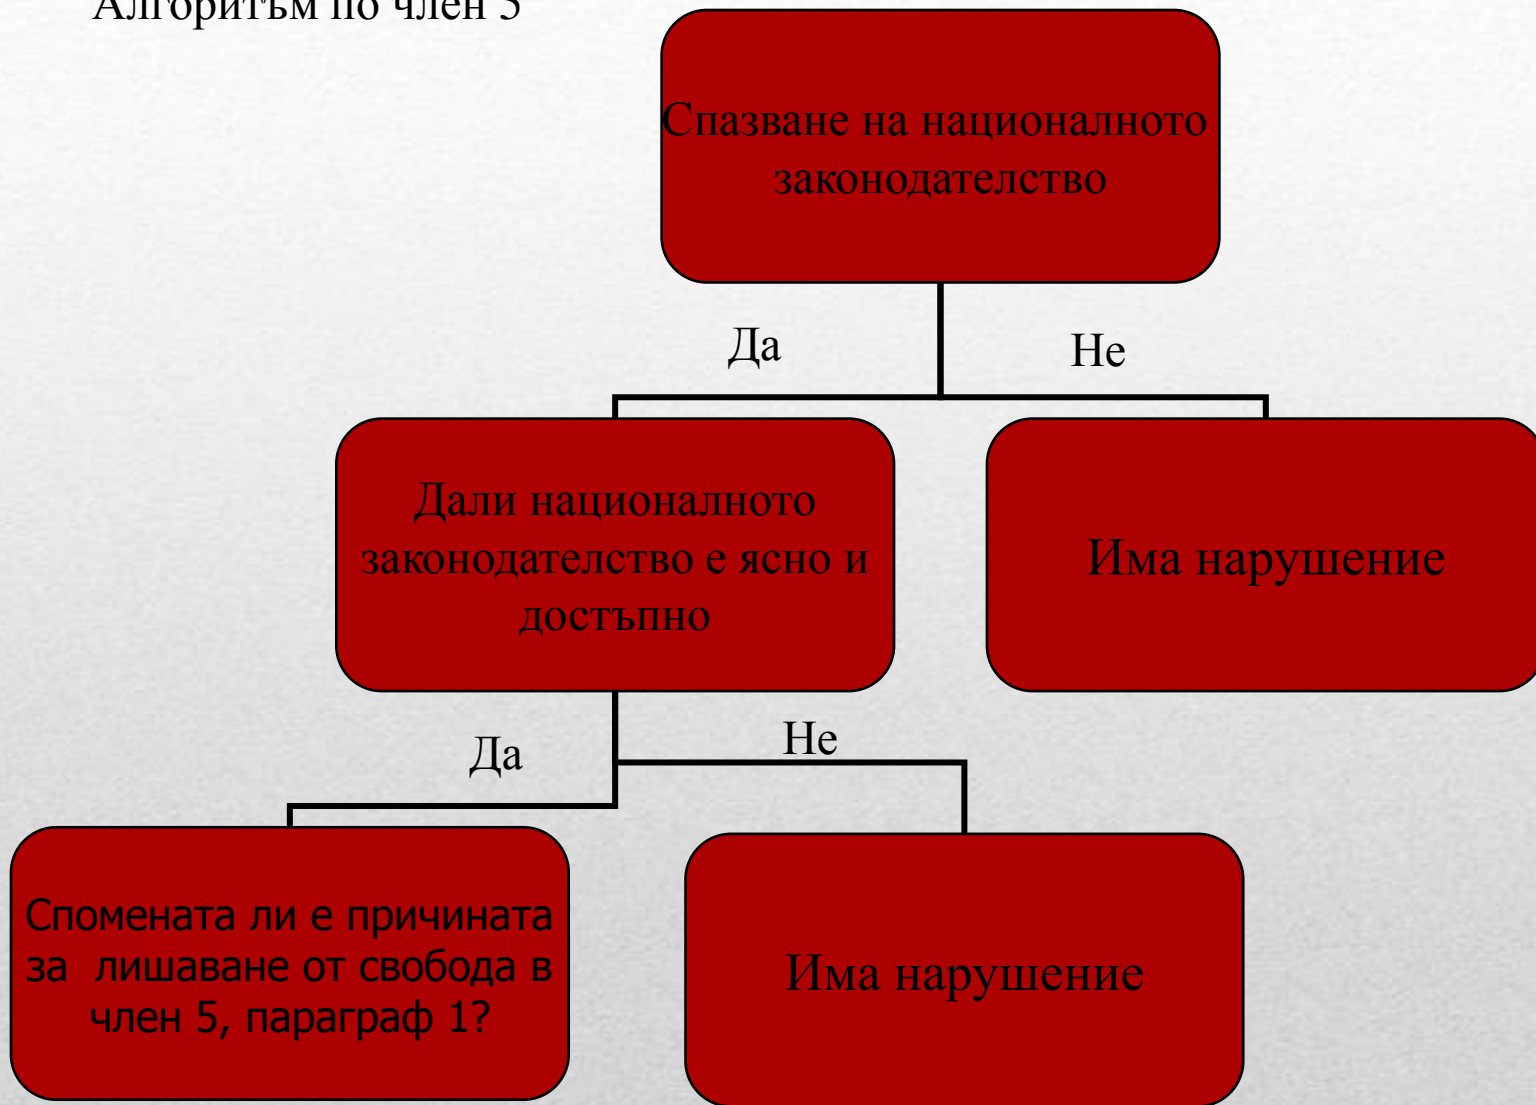 Алгоритъм по член 5
Спазване на националното
законодателство
Да
Не
Дали националното
законодателство е ясно и
достъпно
Има нарушение
Да
Не
Спомената ли е причината
за лишаване от свобода в
член 5, параграф 1?
Има нарушение